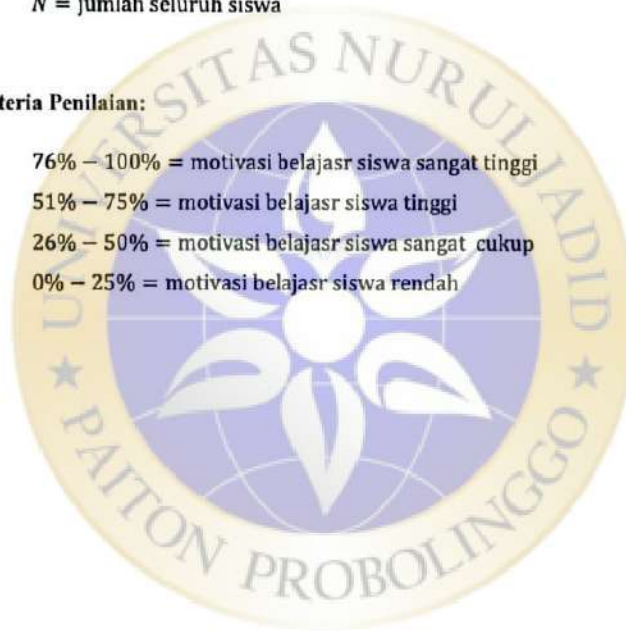 N = jumlah seluruh siswa
teria Penilaian:
76% – 100% = motivasi belajasr siswa sangat tinggi
51% – 75% = motivasi belajasr siswa tinggi
26% – 50% = motivasi belajasr siswa sangat cukup
0% – 25% = motivasi belajasr siswa rendah
UNIVERSITAS NURUL JADID
★ PAITON PROBOLINGGO ★